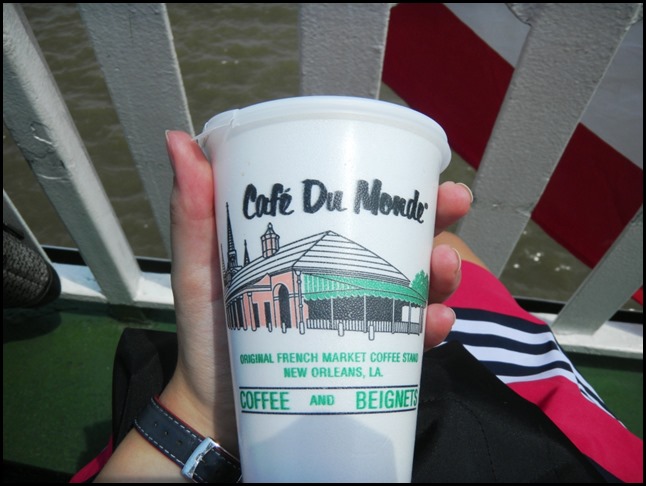 Café Du Monde
ORIGINAL FRENCH MARKET COFFEE STAND
NEW ORLEANS, LA.
COFFEE AND BEIGNETS